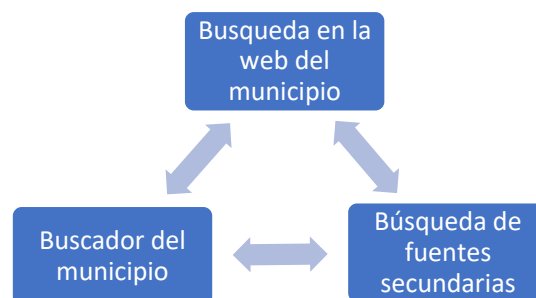 Busqueda en la
web del
municipio
Buscador del
municipio
Búsqueda de
fuentes
secundarias